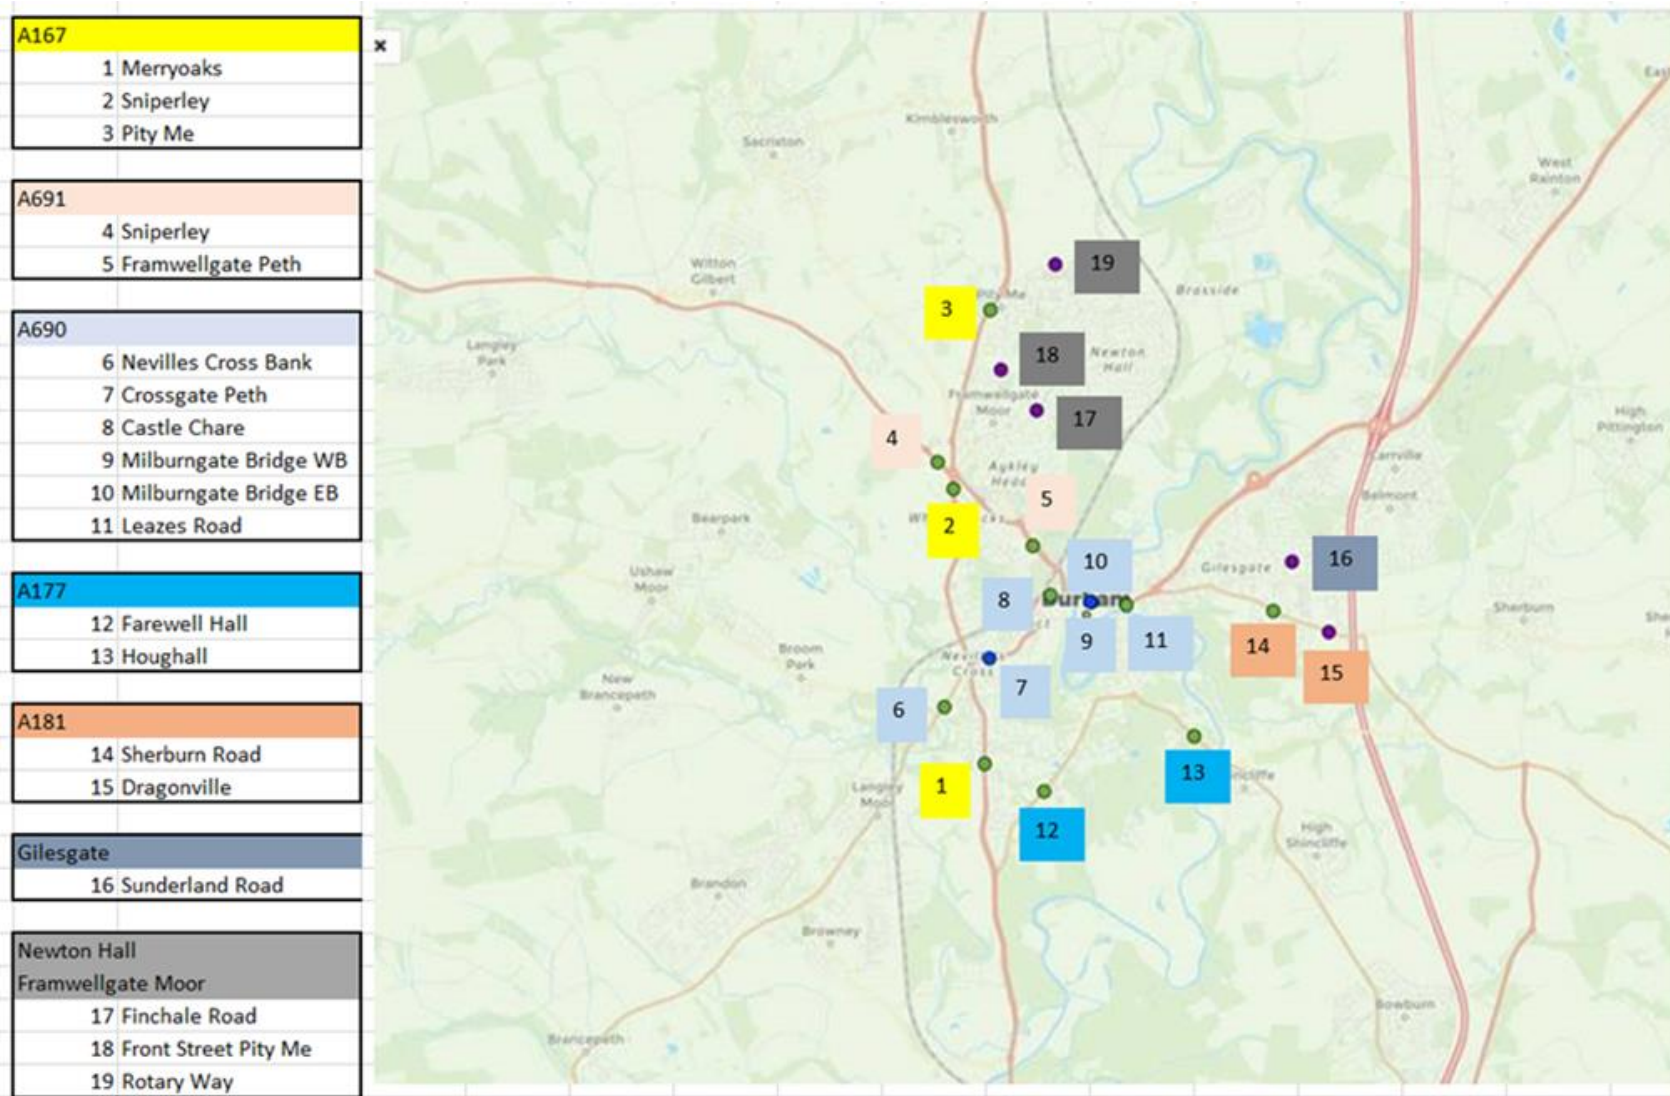 A167
1 Merryoaks
2 Sniperley
3 Pity Me
A691
4 Sniperley
5 Framwellgate Peth
A690
6 Nevilles Cross Bank
7 Crossgate Peth
8 Castle Chare
9 Milburngate Bridge WB
10 Milburngate Bridge EB
11 Leazes Road
A177
12 Farewell Hall
13 Houghall
A181
14 Sherburn Road
15 Dragonville
Gilesgate
16 Sunderland Road
Newton Hall
Framwellgate Moor
17 Finchale Road
18 Front Street Pity Me
19 Rotary Way
×
Kimblesworth
Sacriston
West
Rainton
Witton
Gilbert
19
Brasside
Pity Me
3
Langley
Park
18
Newton
Hall
Framwellgate
Moor
17
High
Pittington
4
Carrville
Aykley
5
Belmont
Bearpark
2
10
Gilesgate
16
Ushaw
Moor
8
Durham
Sherburn
9
11
14
Broom
Park
Cross
15
New
Brancepeth
7
6
13
Langley
Moor
1
12
High
Shincliffe
Brandon
Browney
Bowburn
Brancepeth